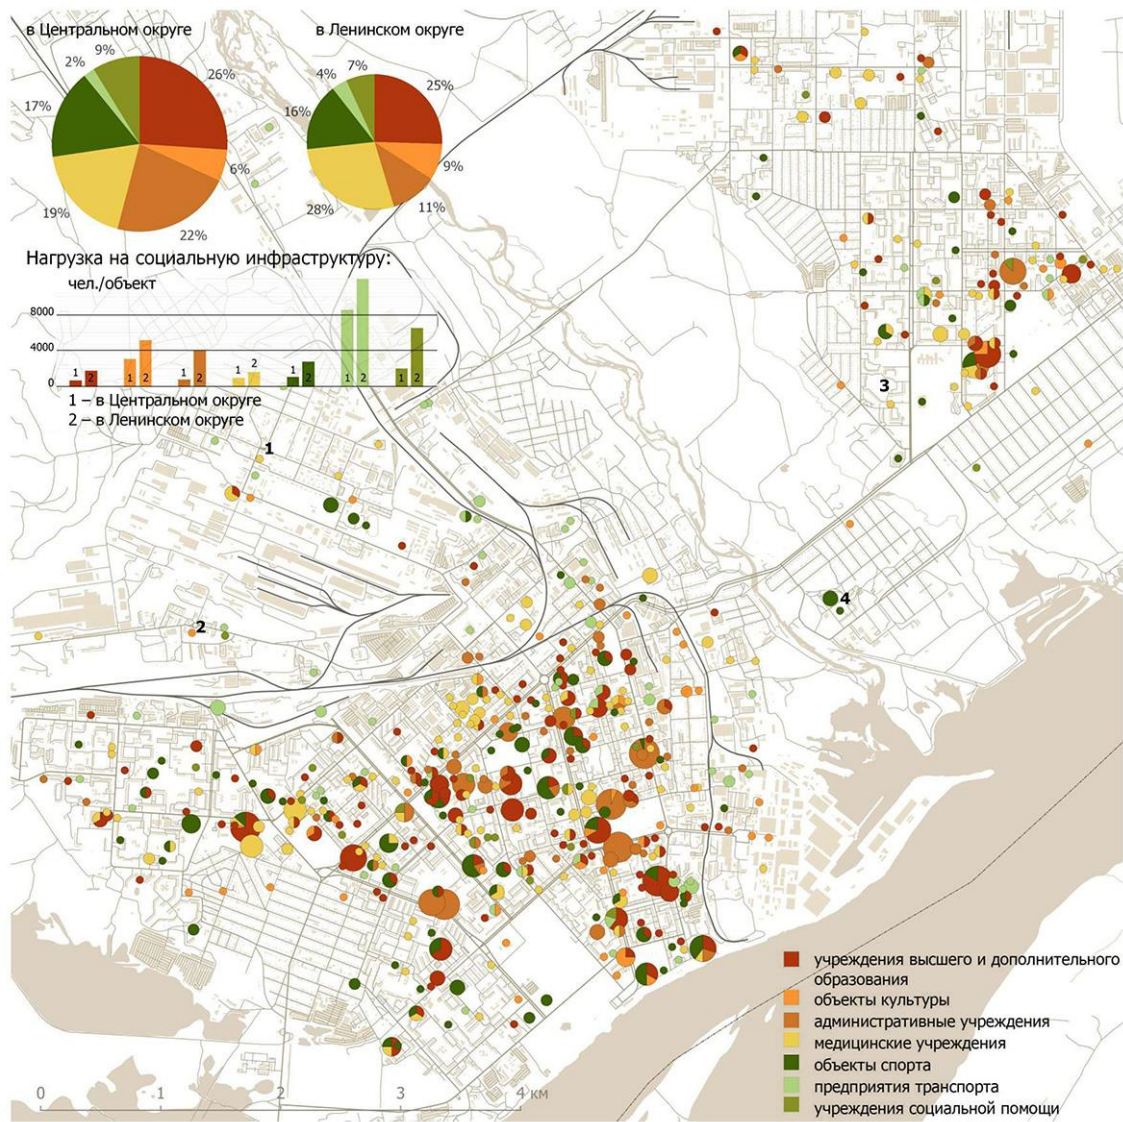 в Центральном округе
9%
2%
26%
17%
6%
19%
22%
в Ленинском округе
7%
4%
25%
16%
9%
28%
11%
Нагрузка на социальную инфраструктуру:
чел./объект
8000
4000
0
1 2 1 2 1 2 1 2 1 2 1 2 1 2
1 – в Центральном округе
2 – в Ленинском округе
1
3
4
2
учреждения высшего и дополнительного
образования
объекты культуры
административные учреждения
медицинские учреждения
объекты спорта
предприятия транспорта
учреждения социальной помощи
0 1 2 3 4 км